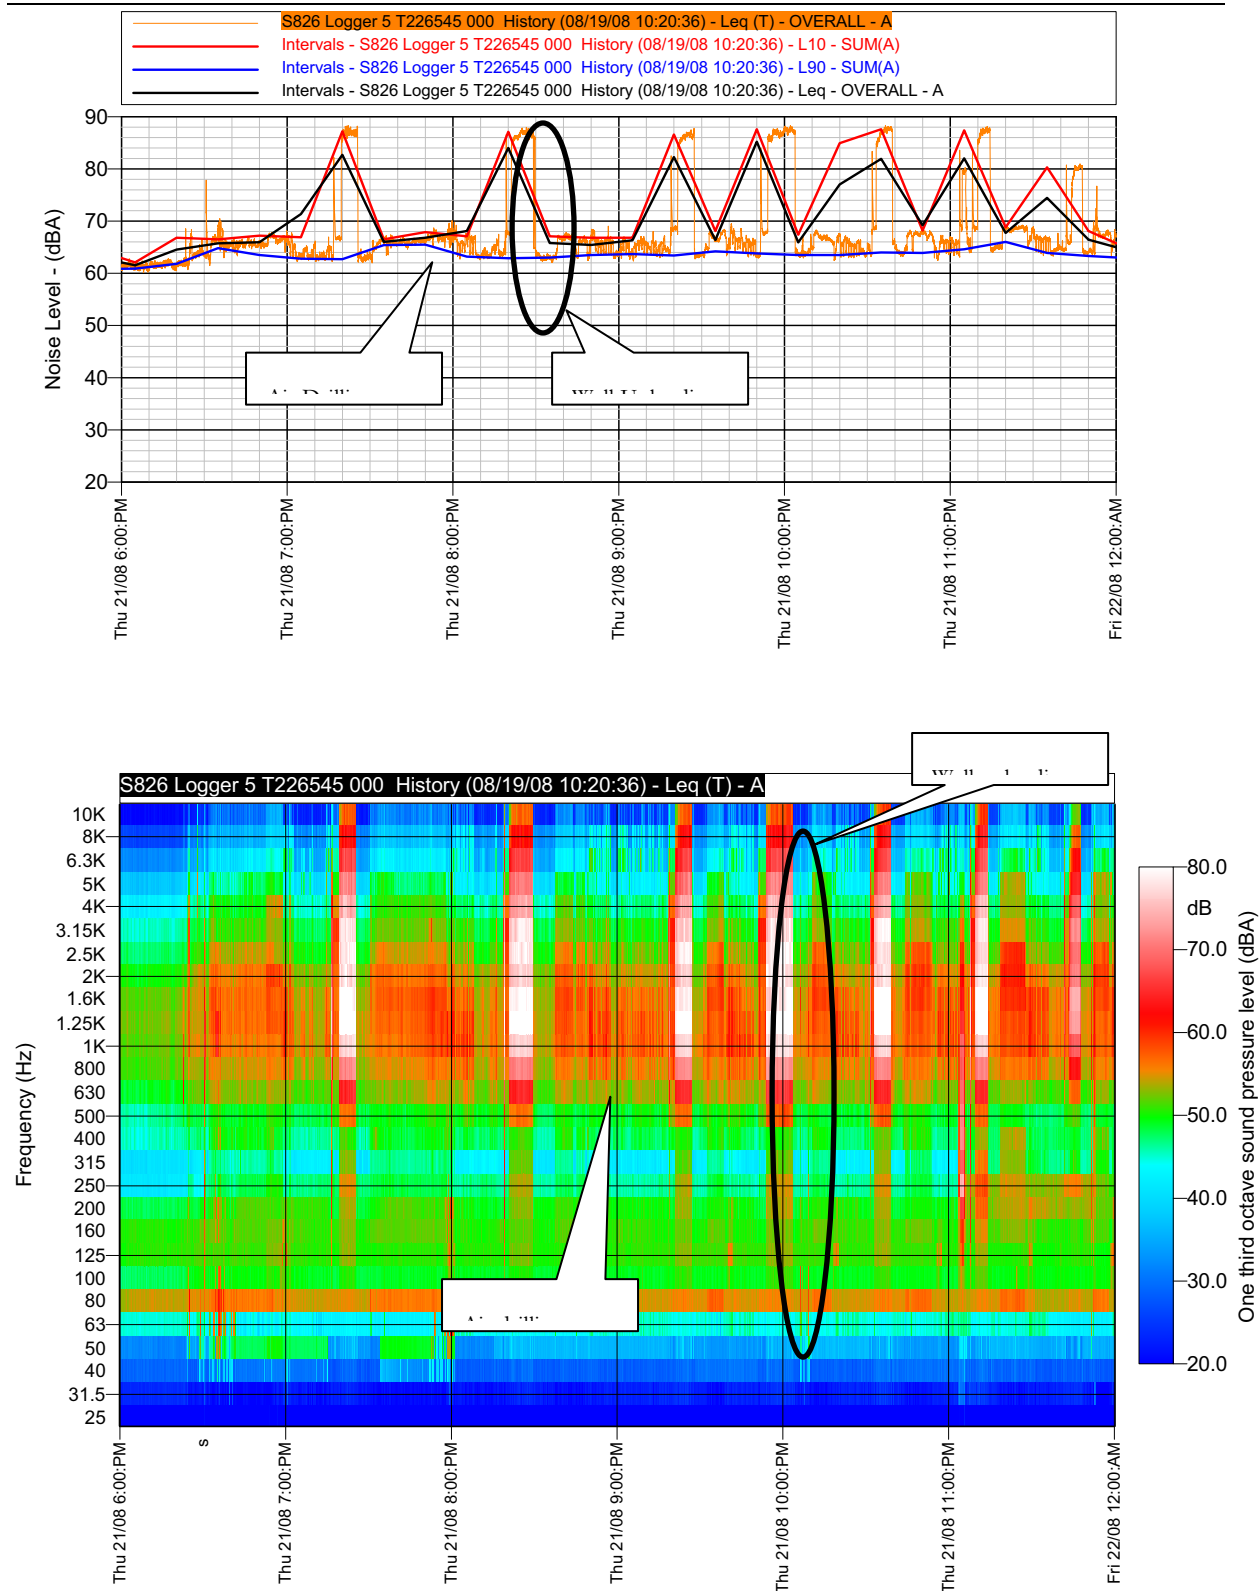 S826 Logger 5 T226545 000 History (08/19/08 10:20:36) - Leq (T) - OVERALL - A
Intervals - S826 Logger 5 T226545 000 History (08/19/08 10:20:36) - L10 - SUM(A)
Intervals - S826 Logger 5 T226545 000 History (08/19/08 10:20:36) - L90 - SUM(A)
Intervals - S826 Logger 5 T226545 000 History (08/19/08 10:20:36) - Leq - OVERALL - A
Noise Level - (dBA)
90
80
70
60
50
40
30
20
Thu 21/08 6:00:PM
Thu 21/08 7:00:PM
Thu 21/08 8:00:PM
Thu 21/08 9:00:PM
Thu 21/08 10:00:PM
Thu 21/08 11:00:PM
Fri 22/08 12:00:AM
S826 Logger 5 T226545 000 History (08/19/08 10:20:36) - Leq (T) - A
Frequency (Hz)
10K
8K
6.3K
5K
4K
3.15K
2.5K
2K
1.6K
1.25K
1K
800
630
500
400
315
250
200
160
125
100
80
63
50
40
31.5
25
s
Thu 21/08 6:00:PM
Thu 21/08 7:00:PM
Thu 21/08 8:00:PM
Thu 21/08 9:00:PM
Thu 21/08 10:00:PM
Thu 21/08 11:00:PM
Fri 22/08 12:00:AM
80.0
dB
70.0
60.0
50.0
40.0
30.0
20.0
One third octave sound pressure level (dBA)